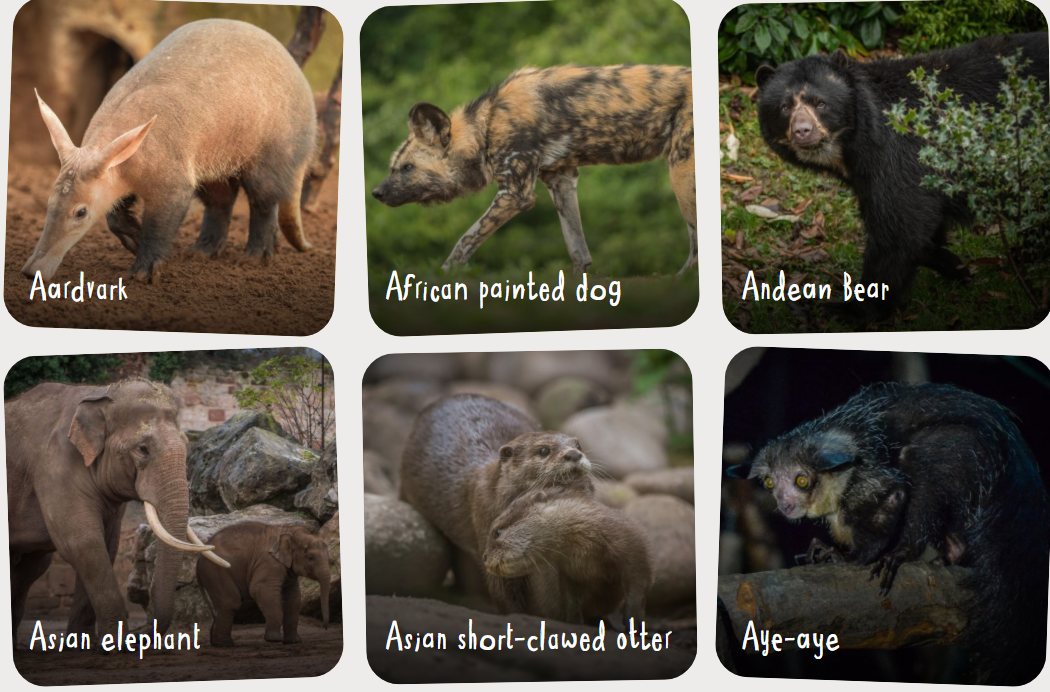 Aardvark
African painted dog
Andean Bear
Asian elephant
Asian short-clawed otter
Aye-aye